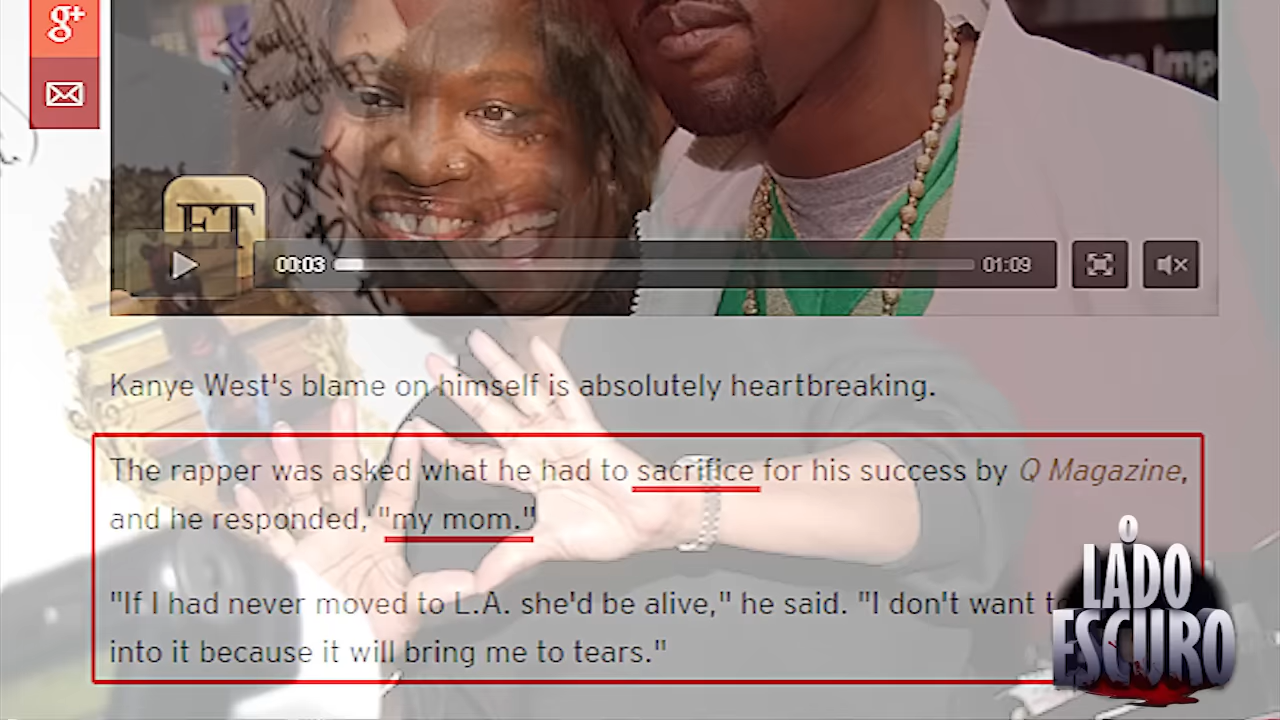 g+
ET
00:03
01:09
Kanye West's blame on himself is absolutely heartbreaking.
The rapper was asked what he had to sacrifice for his success by Q Magazine,
and he responded, "my mom."
"If I had never moved to L.A. she'd be alive," he said. "I don't want
into it because it will bring me to tears."
O
LADO
ESCURO